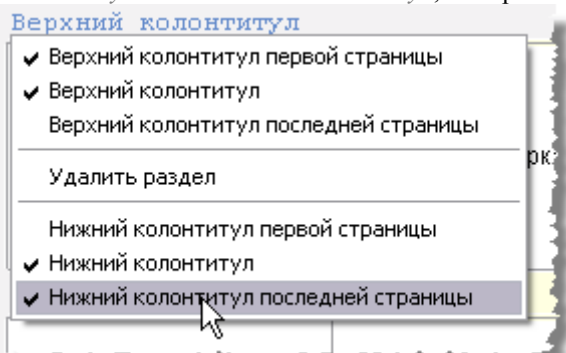 Верхний колонтитул
Верхний колонтитул первой страницы
Верхний колонтитул
Верхний колонтитул последней страницы
рк
Удалить раздел
Нижний колонтитул первой страницы
Нижний колонтитул
Нижний колонтитул последней страницы